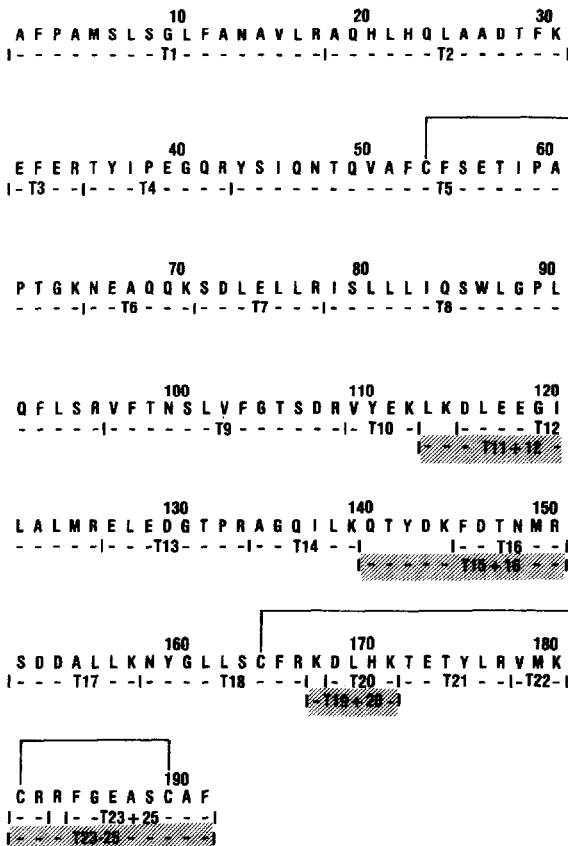 10 20 30
A F P A M S L S G L F A N A V L R A Q H L H Q L A A D T F K
T1 T2
40 50 60
E F E R T Y I P E G Q R Y S I Q N T Q V A F C F S E T I P A
T3 T4 T5
70 80 90
P T G K N E A Q Q K S D L E L L R I S L L L I Q S W L G P L
T6 T7 T8
100 110 120
Q F L S R V F T N S L V F G T S D R V Y E K L K D L E E G I
T9 T10 T12
T11+12
130 140 150
L A L M R E L E D G T P R A G Q I L K Q T Y D K F D T N M R
T13 T14 T16
T15+16
160 170 180
S D D A L L K N Y G L L S C F R K D L H K T E T Y L R V M K
T17 T18 T20 T21 T22
T19+20
190
C R R F G E A S C A F
T23+25
T23-25